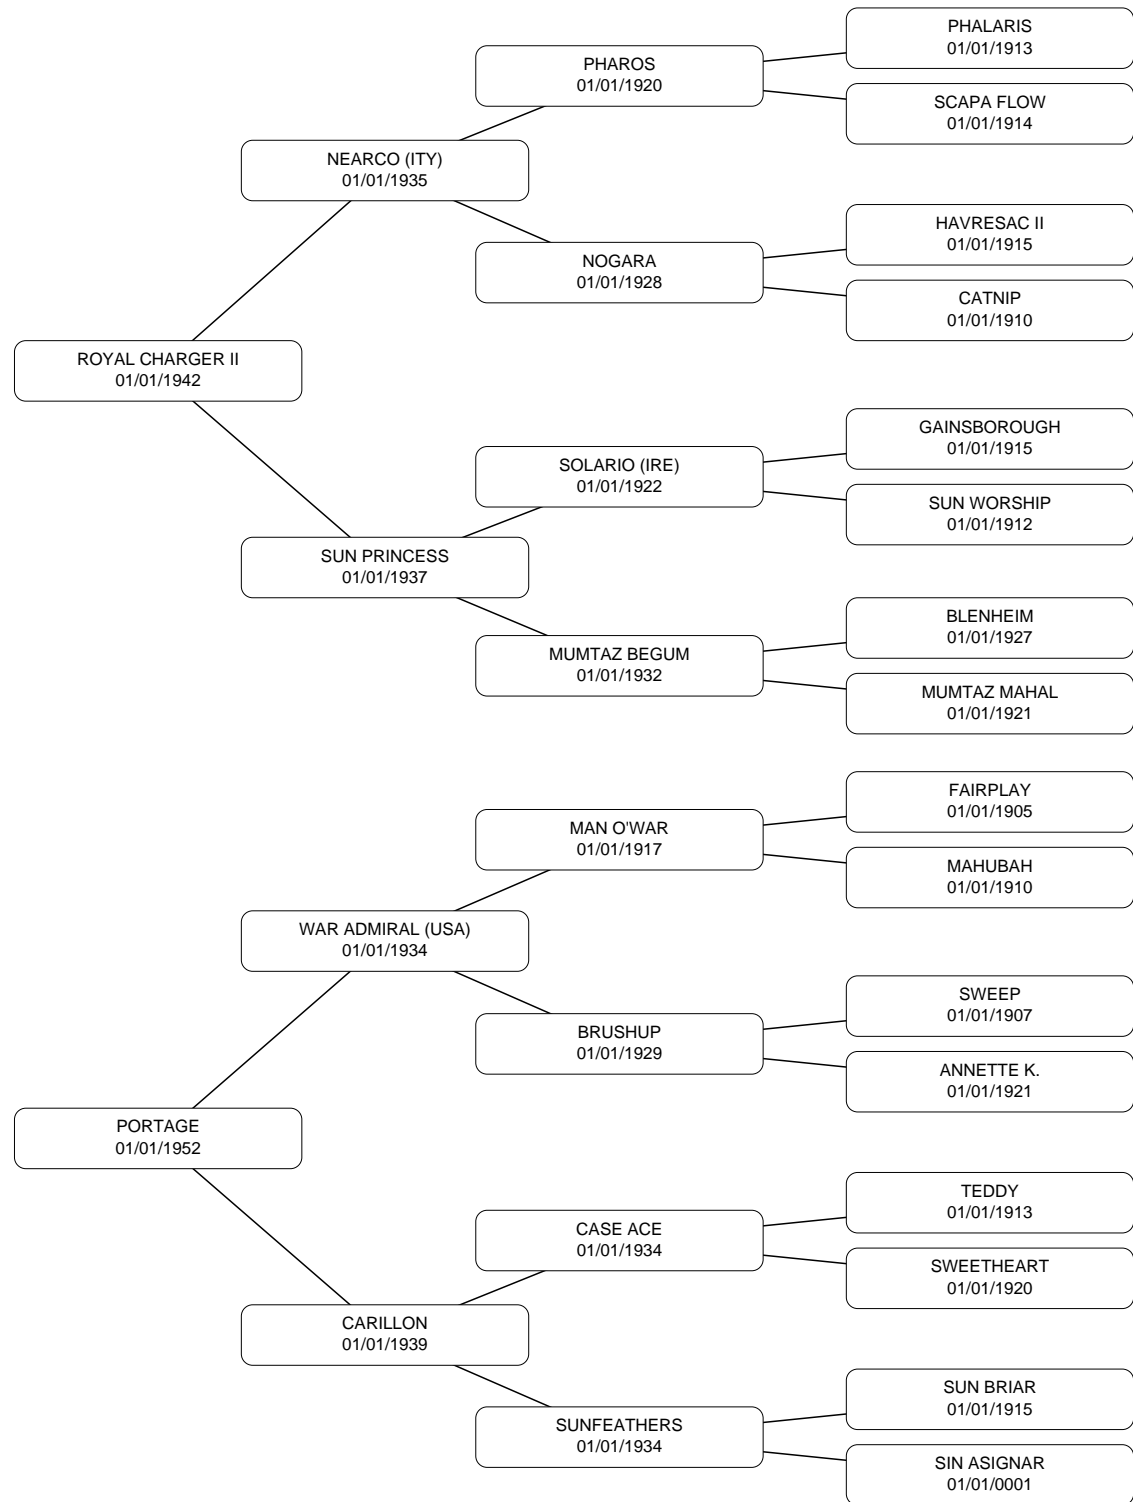 PHALARIS
01/01/1913
PHAROS
01/01/1920
SCAPA FLOW
01/01/1914
NEARCO (ITY)
01/01/1935
HAVRESAC II
01/01/1915
NOGARA
01/01/1928
CATNIP
01/01/1910
ROYAL CHARGER II
01/01/1942
GAINSBOROUGH
01/01/1915
SOLARIO (IRE)
01/01/1922
SUN WORSHIP
01/01/1912
SUN PRINCESS
01/01/1937
BLENHEIM
01/01/1927
MUMTAZ BEGUM
01/01/1932
MUMTAZ MAHAL
01/01/1921
FAIRPLAY
01/01/1905
MAN O'WAR
01/01/1917
MAHUBAH
01/01/1910
WAR ADMIRAL (USA)
01/01/1934
SWEEP
01/01/1907
BRUSHUP
01/01/1929
ANNETTE K.
01/01/1921
PORTAGE
01/01/1952
TEDDY
01/01/1913
CASE ACE
01/01/1934
SWEETHEART
01/01/1920
CARILLON
01/01/1939
SUN BRIAR
01/01/1915
SUNFEATHERS
01/01/1934
SIN ASIGNAR
01/01/0001